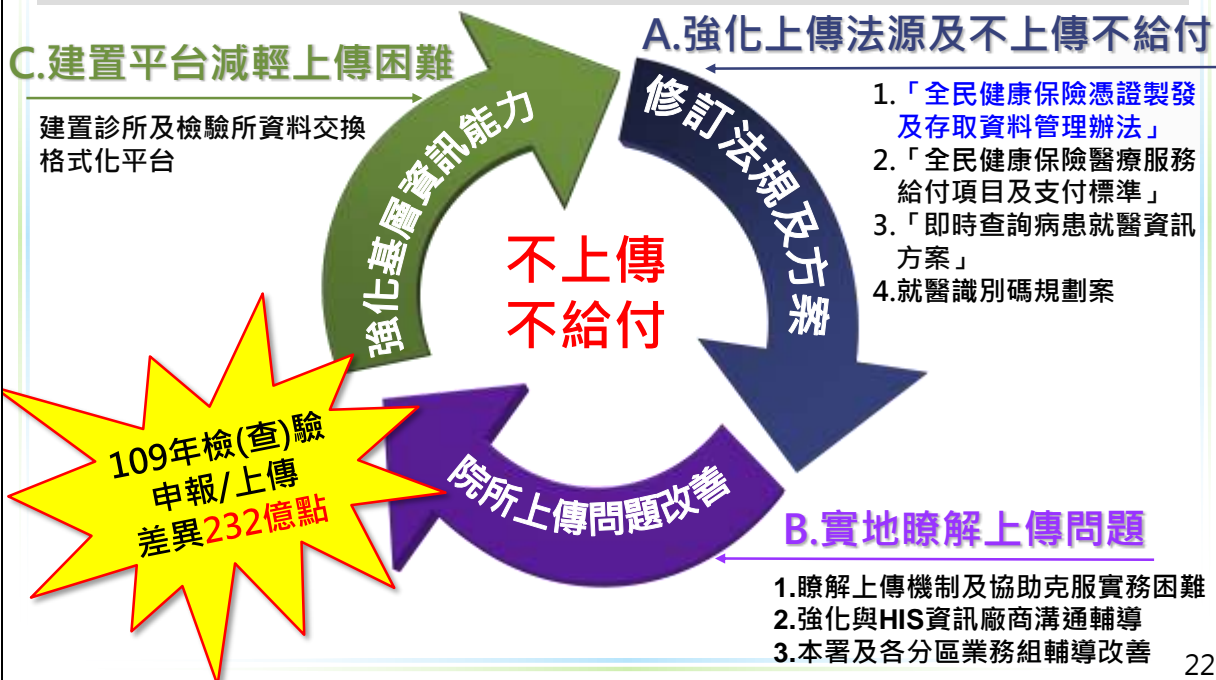 C.建置平台減輕上傳困難
建置診所及檢驗所資料交換
格式化平台
A.強化上傳法源及不上傳不給付
1.「全民健康保險憑證製發
及存取資料管理辦法」
2.「全民健康保險醫療服務
給付項目及支付標準」
3.「即時查詢病患就醫資訊
方案」
4.就醫識別碼規劃案
強化基層資訊能力
修訂法規及方案
不上傳
不給付
109年檢(查)驗
申報/上傳
差異232億點
院所上傳問題改善
B.實地瞭解上傳問題
1.瞭解上傳機制及協助克服實務困難
2.強化與HIS資訊廠商溝通輔導
3.本署及各分區業務組輔導改善
22